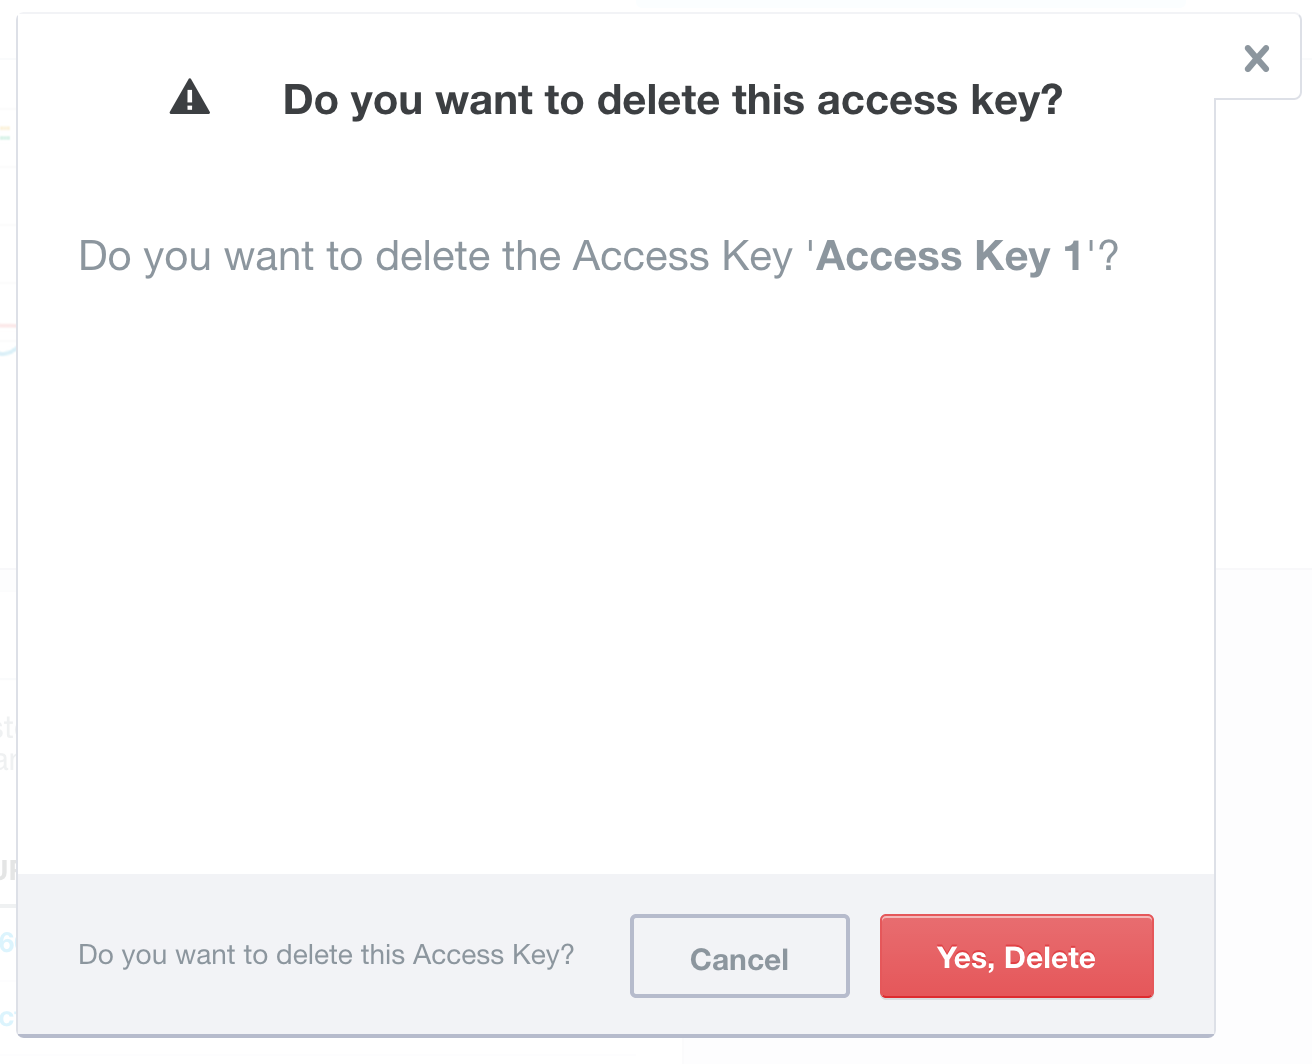 Do you want to delete this access key?
Do you want to delete the Access Key 'Access Key 1'?
Do you want to delete this Access Key?
Cancel
Yes, Delete